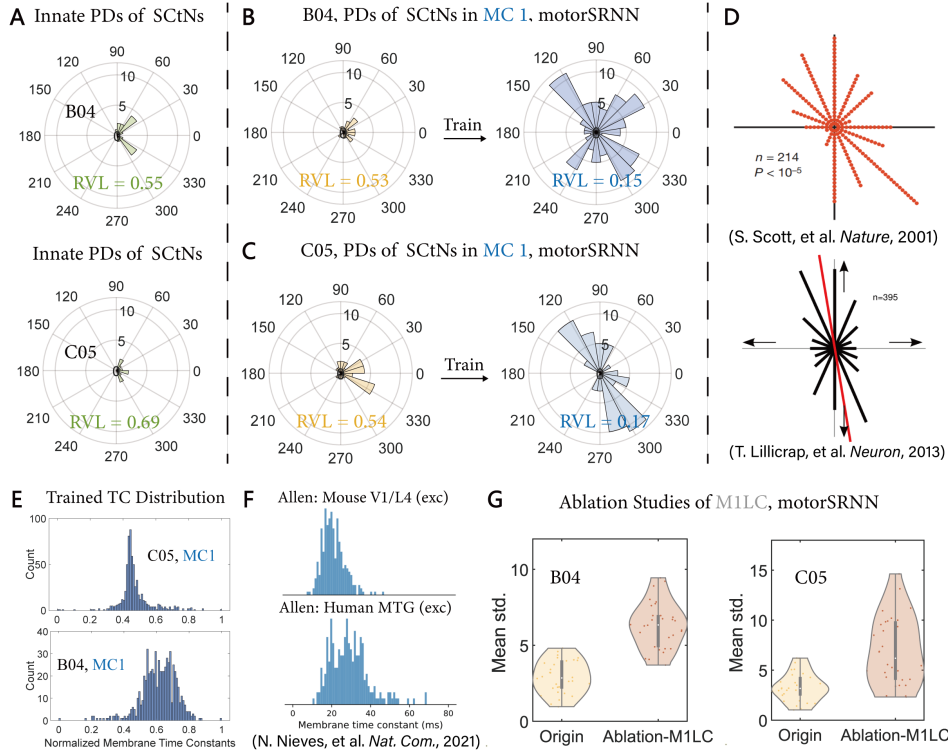 A
Innate PDs of SCtNs
90
120
60
10
150
30
5
B04
180
0
RVL = 0.55
210
330
240
300
270
Innate PDs of SCtNs
90
120
60
10
150
30
5
C05
180
0
RVL = 0.69
210
330
240
300
270
B
B04, PDs of SCtNs in MC 1, motorSRNN
90
120
60
10
150
30
5
180
0
RVL = 0.53
210
330
240
300
270
Train
90
120
60
10
150
30
5
180
0
RVL = 0.15
210
330
240
300
270
C
C05, PDs of SCtNs in MC 1, motorSRNN
90
120
60
10
150
30
5
180
0
RVL = 0.54
210
330
240
300
270
Train
90
120
60
10
150
30
5
180
0
RVL = 0.17
210
330
240
300
270
D
n = 214
P < 10⁻⁵
(S. Scott, et al. Nature, 2001)
n=395
(T. Lillicrap, et al. Neuron, 2013)
E
Trained TC Distribution
100
50
0
Count
C05, MC1
0 0.2 0.4 0.6 0.8 1
40
30
20
10
0
Count
B04, MC1
0 0.2 0.4 0.6 0.8 1
Normalized Membrane Time Constants
F
Allen: Mouse V1/L4 (exc)
Allen: Human MTG (exc)
0 20 40 60 80
Membrane time constant (ms)
(N. Nieves, et al. Nat. Com., 2021)
G
Ablation Studies of M1LC, motorSRNN
B04
10
5
0
Mean std.
Origin Ablation-M1LC
C05
15
10
5
0
Mean std.
Origin Ablation-M1LC